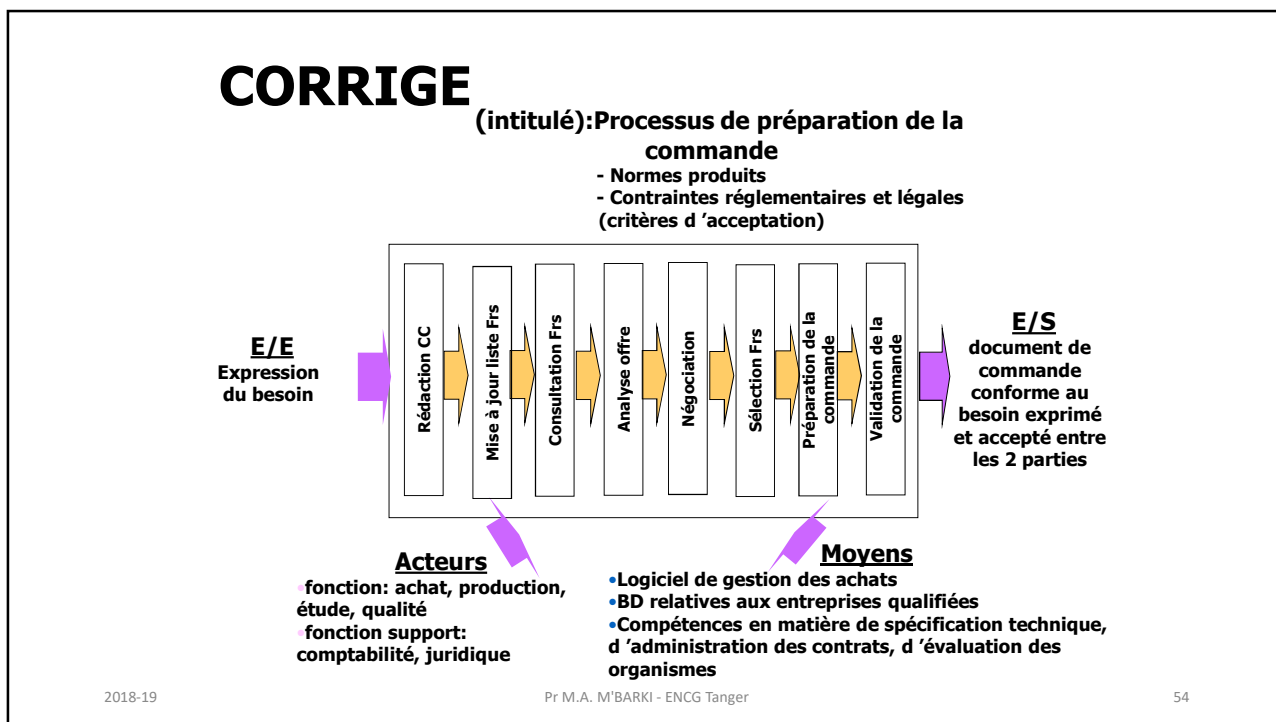 CORRIGE
(intitulé):Processus de préparation de la
commande
- Normes produits
- Contraintes réglementaires et légales
(critères d ’acceptation)
E/E
Expression
du besoin
Rédaction CC
Mise à jour liste Frs
Consultation Frs
Analyse offre
Négociation
Sélection Frs
Préparation de la
commande
Validation de la
commande
E/S
document de
commande
conforme au
besoin exprimé
et accepté entre
les 2 parties
Acteurs
•fonction: achat, production,
étude, qualité
•fonction support:
comptabilité, juridique
Moyens
•Logiciel de gestion des achats
•BD relatives aux entreprises qualifiées
•Compétences en matière de spécification technique,
d ’administration des contrats, d ’évaluation des
organismes
2018-19
Pr M.A. M'BARKI - ENCG Tanger
54